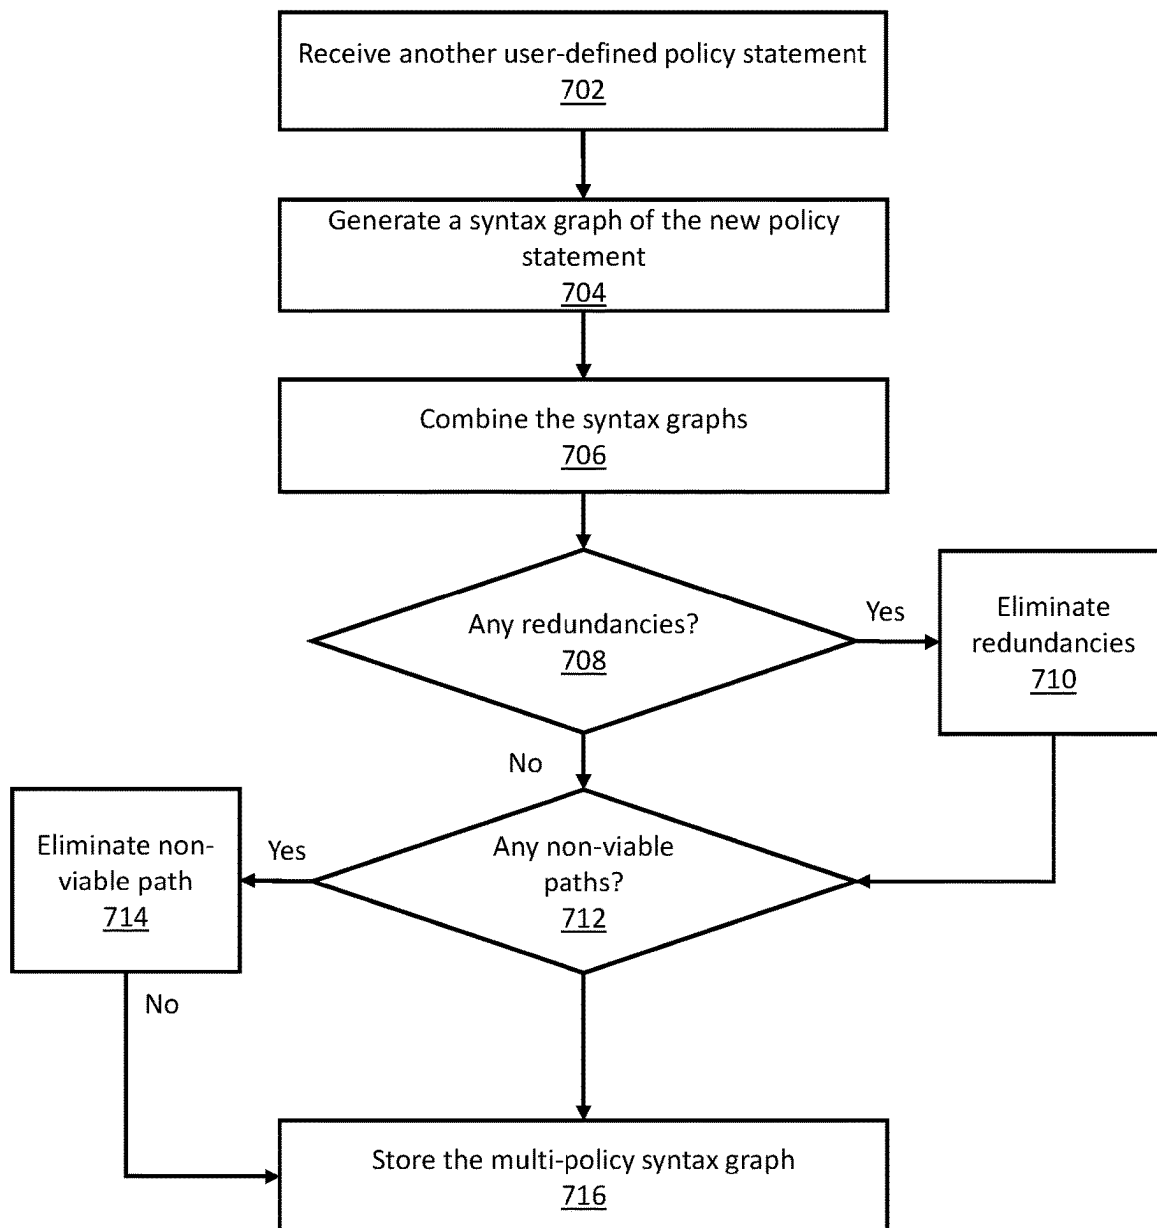 Receive another user-defined policy statement
702
Generate a syntax graph of the new policy
statement
704
Combine the syntax graphs
706
Any redundancies?
708
Yes
Eliminate
redundancies
710
No
Any non-viable
paths?
712
Yes
Eliminate non-
viable path
714
No
Store the multi-policy syntax graph
716